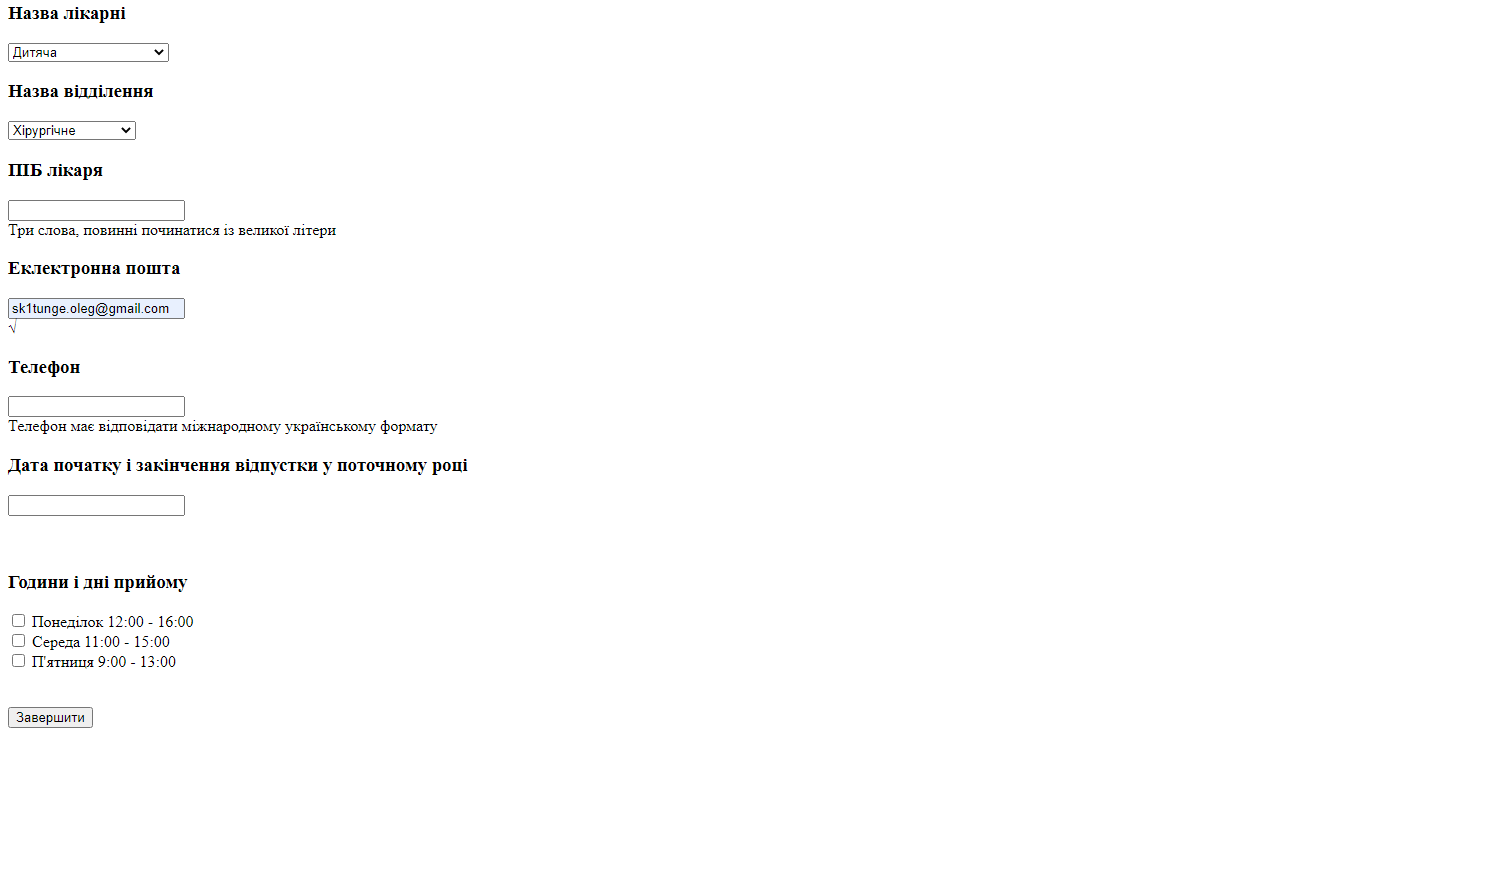 Назва лікарні
Дитяча
Назва відділення
Хірургічне
ПІБ лікаря
Три слова, повинні починатися із великої літери
Еклектронна пошта
sk1tunge.oleg@gmail.com
√
Телефон
Телефон має відповідати міжнародному українському формату
Дата початку і закінчення відпустки у поточному році
Години і дні прийому
Понеділок 12:00 - 16:00
Середа 11:00 - 15:00
П'ятниця 9:00 - 13:00
Завершити